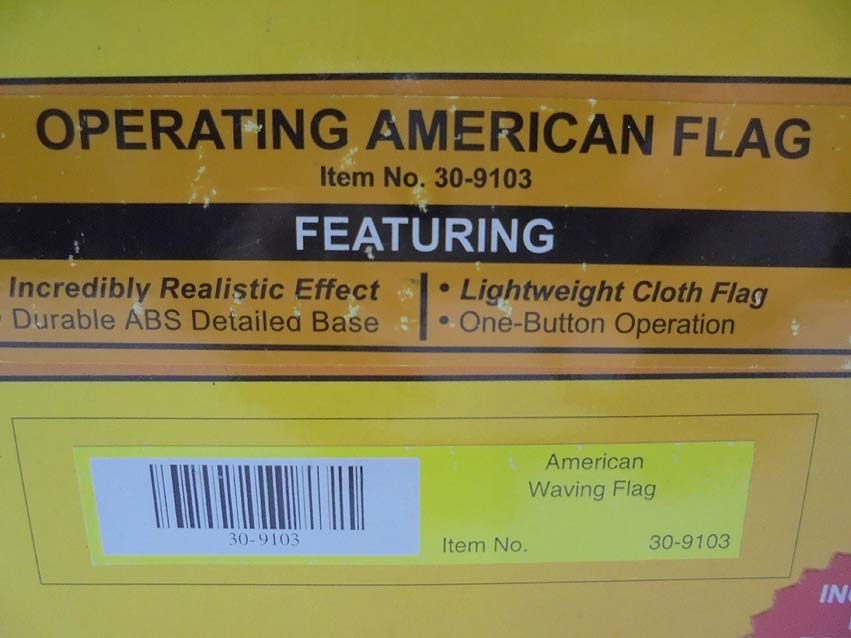 OPERATING AMERICAN FLAG
Item No. 30-9103
FEATURING
Incredibly Realistic Effect
• Durable ABS Detailed Base
• Lightweight Cloth Flag
• One-Button Operation
30-9103
American
Waving Flag
Item No. 30-9103